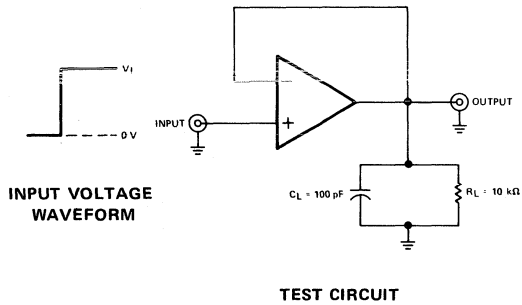 VI
0 V
INPUT VOLTAGE
WAVEFORM
INPUT
−
+
OUTPUT
CL = 100 pF
RL = 10 kΩ
TEST CIRCUIT